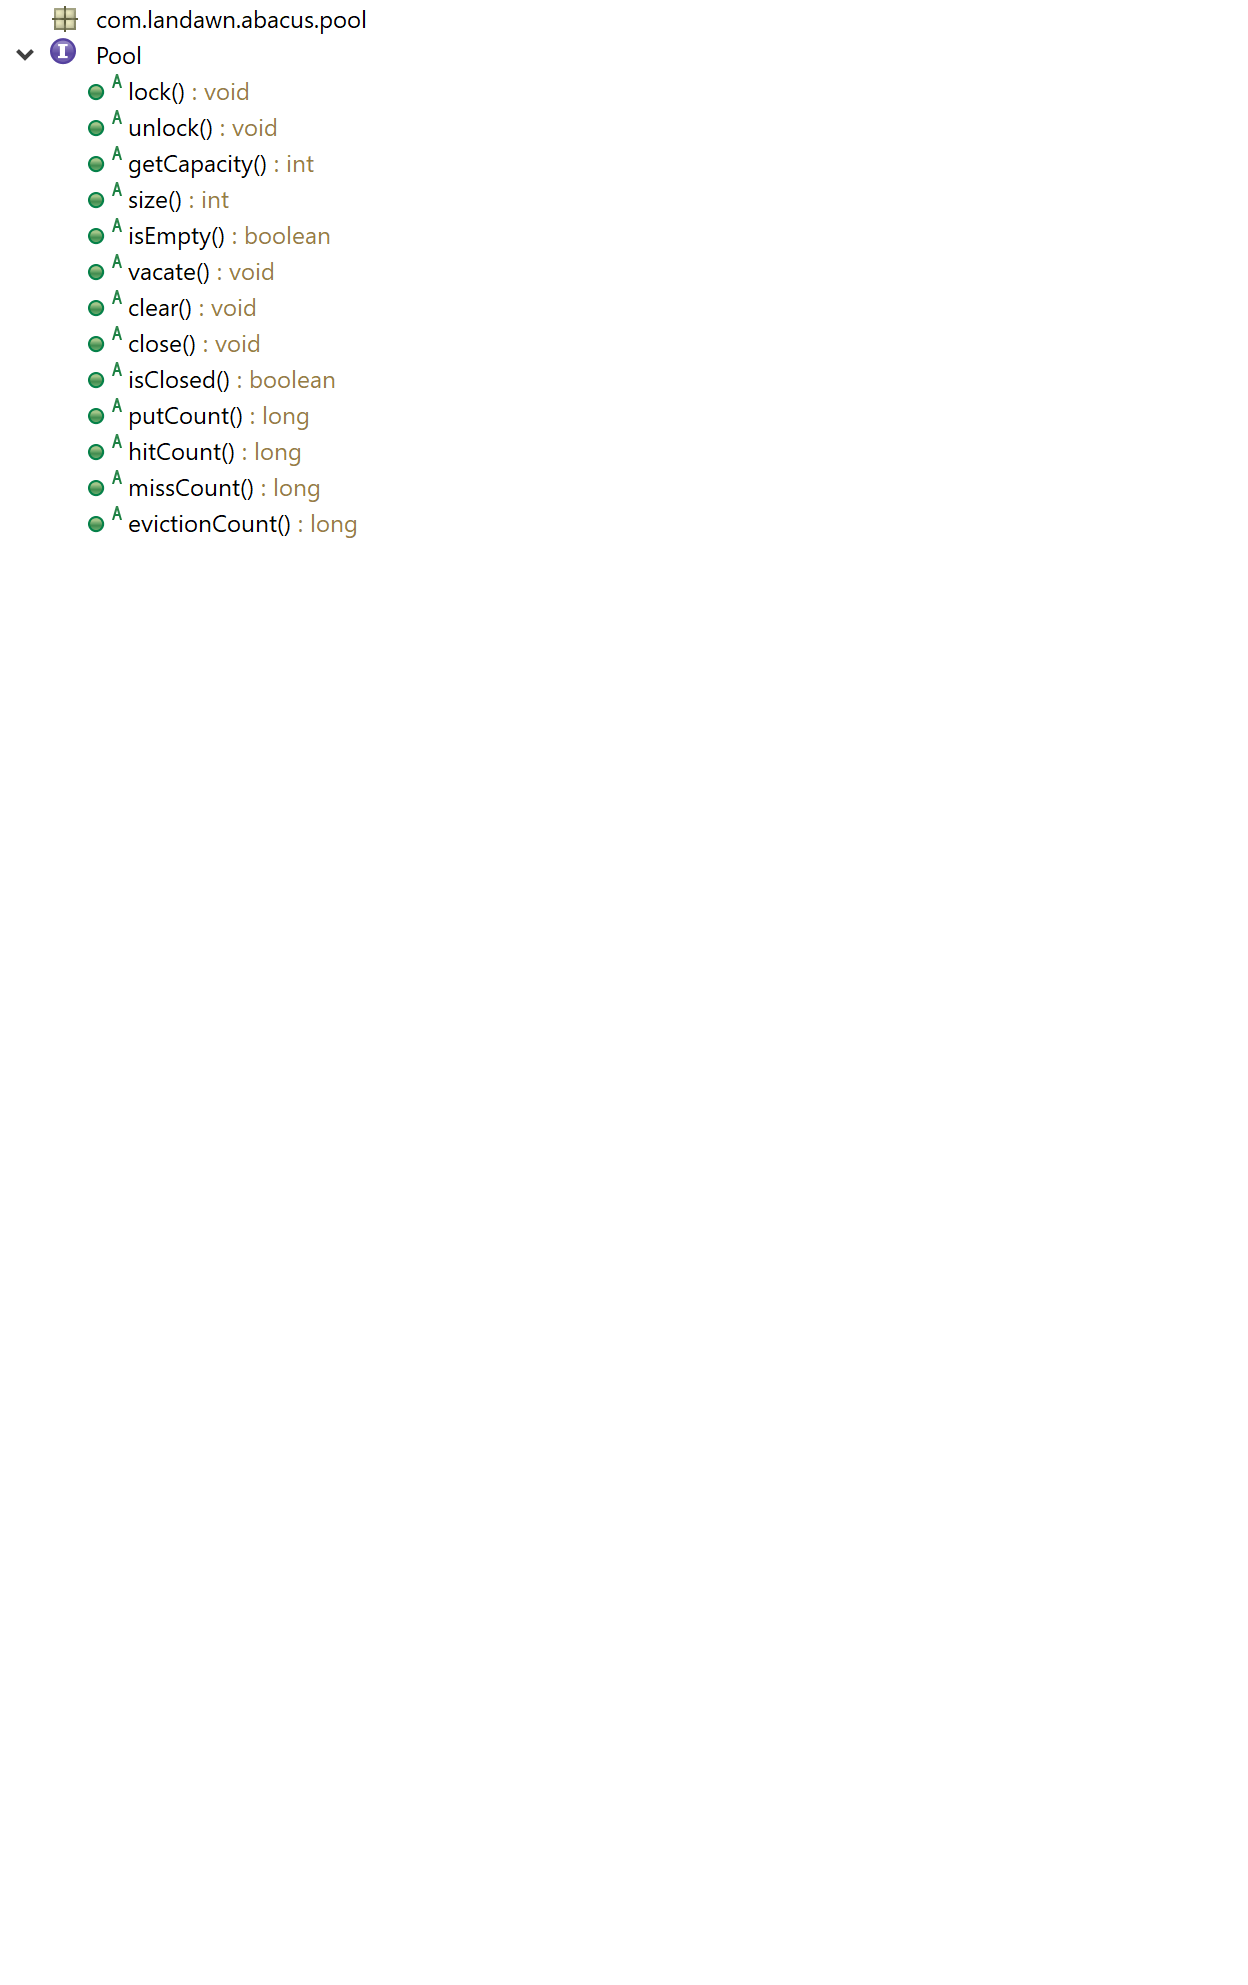 com.landawn.abacus.pool
I Pool
A lock() : void
A unlock() : void
A getCapacity() : int
A size() : int
A isEmpty() : boolean
A vacate() : void
A clear() : void
A close() : void
A isClosed() : boolean
A putCount() : long
A hitCount() : long
A missCount() : long
A evictionCount() : long